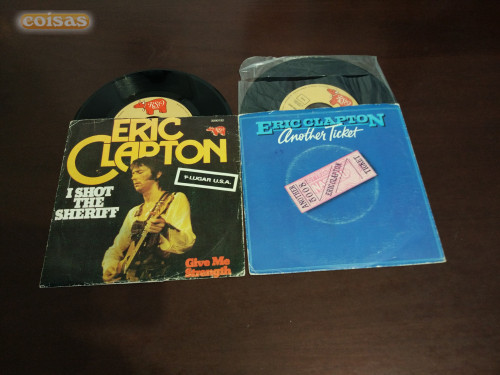 coisas
RSO
ERIC
CLAPTON
1º LUGAR U.S.A.
I SHOT
THE
SHERIFF
Give Me
Strength
ERIC CLAPTON
Another Ticket
TICKET
ERIC CLAPTON
ANOTHER